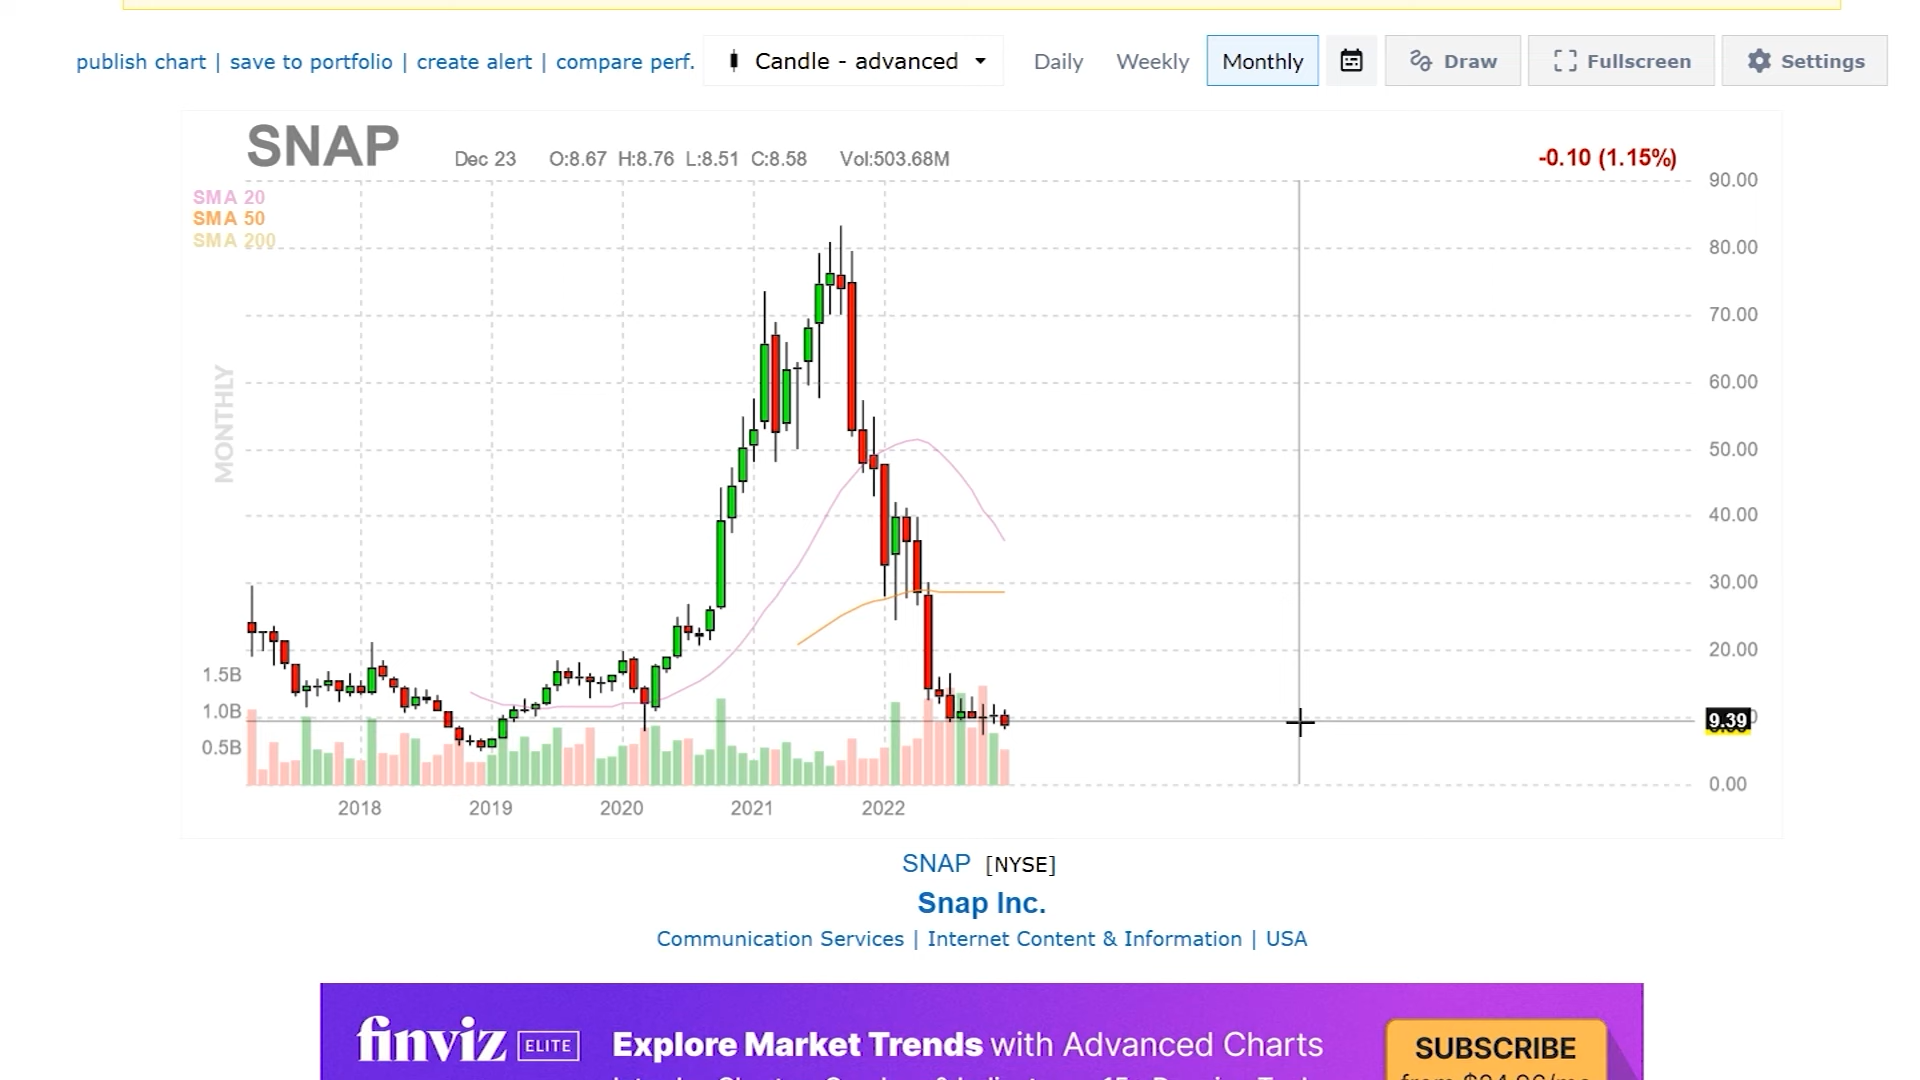 publish chart | save to portfolio | create alert | compare perf. Candle - advanced Daily Weekly Monthly Draw Fullscreen Settings
SNAP Dec 23 O:8.67 H:8.76 L:8.51 C:8.58 Vol:503.68M -0.10 (1.15%)
SMA 20
SMA 50
SMA 200
MONTHLY
90.00
80.00
70.00
60.00
50.00
40.00
30.00
20.00
9.39
0.00
1.5B
1.0B
0.5B
2018 2019 2020 2021 2022
SNAP [NYSE]
Snap Inc.
Communication Services | Internet Content & Information | USA
finviz ELITE Explore Market Trends with Advanced Charts SUBSCRIBE